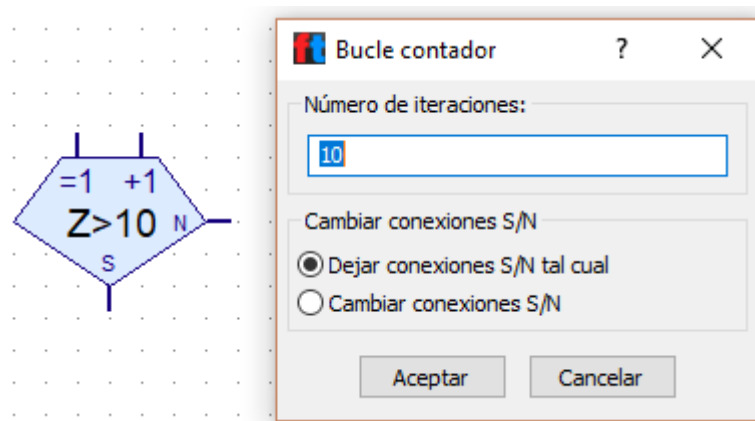 =1 +1
Z>10 N
S
ft Bucle contador ? X
Número de iteraciones:
10
Cambiar conexiones S/N
Dejar conexiones S/N tal cual
Cambiar conexiones S/N
Aceptar Cancelar